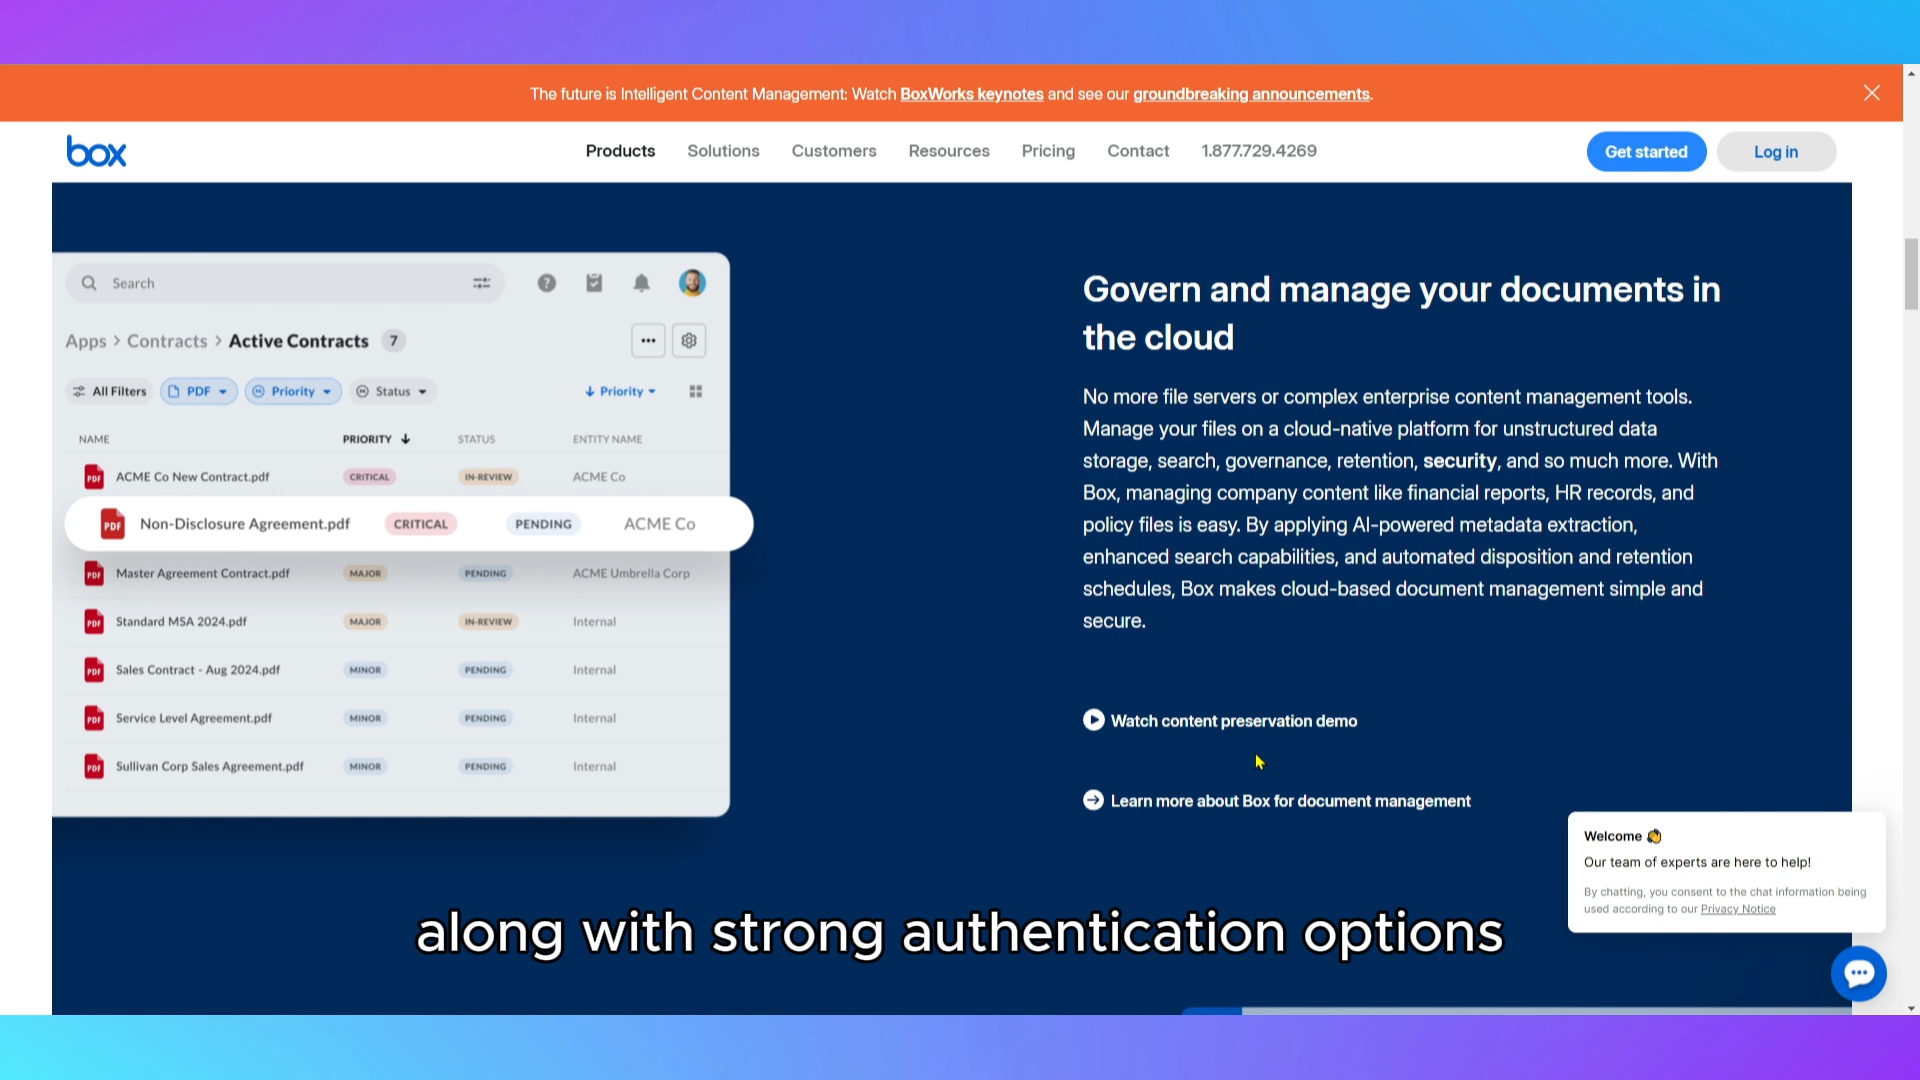 The future is Intelligent Content Management: Watch BoxWorks keynotes and see our groundbreaking announcements.
box
Products Solutions Customers Resources Pricing Contact 1.877.729.4269
Get started Log in
Search
Apps > Contracts > Active Contracts 7
All Filters PDF Priority Status Priority
NAME PRIORITY STATUS ENTITY NAME
PDF ACME Co New Contract.pdf CRITICAL IN-REVIEW ACME Co
PDF Non-Disclosure Agreement.pdf CRITICAL PENDING ACME Co
PDF Master Agreement Contract.pdf MAJOR PENDING ACME Umbrella Corp
PDF Standard MSA 2024.pdf MAJOR IN-REVIEW Internal
PDF Sales Contract - Aug 2024.pdf MINOR PENDING Internal
PDF Service Level Agreement.pdf MINOR PENDING Internal
PDF Sullivan Corp Sales Agreement.pdf MINOR PENDING Internal
Govern and manage your documents in
the cloud
No more file servers or complex enterprise content management tools.
Manage your files on a cloud-native platform for unstructured data
storage, search, governance, retention, security, and so much more. With
Box, managing company content like financial reports, HR records, and
policy files is easy. By applying AI-powered metadata extraction,
enhanced search capabilities, and automated disposition and retention
schedules, Box makes cloud-based document management simple and
secure.
Watch content preservation demo
Learn more about Box for document management
Welcome 👏
Our team of experts are here to help!
By chatting, you consent to the chat information being
used according to our Privacy Notice
along with strong authentication options